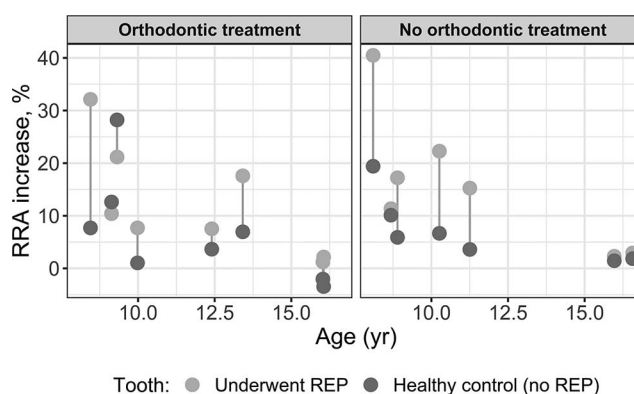 Orthodontic treatment
No orthodontic treatment
RRA increase, %
40
30
20
10
0
10.0 12.5 15.0
10.0 12.5 15.0
Age (yr)
Tooth: Underwent REP Healthy control (no REP)